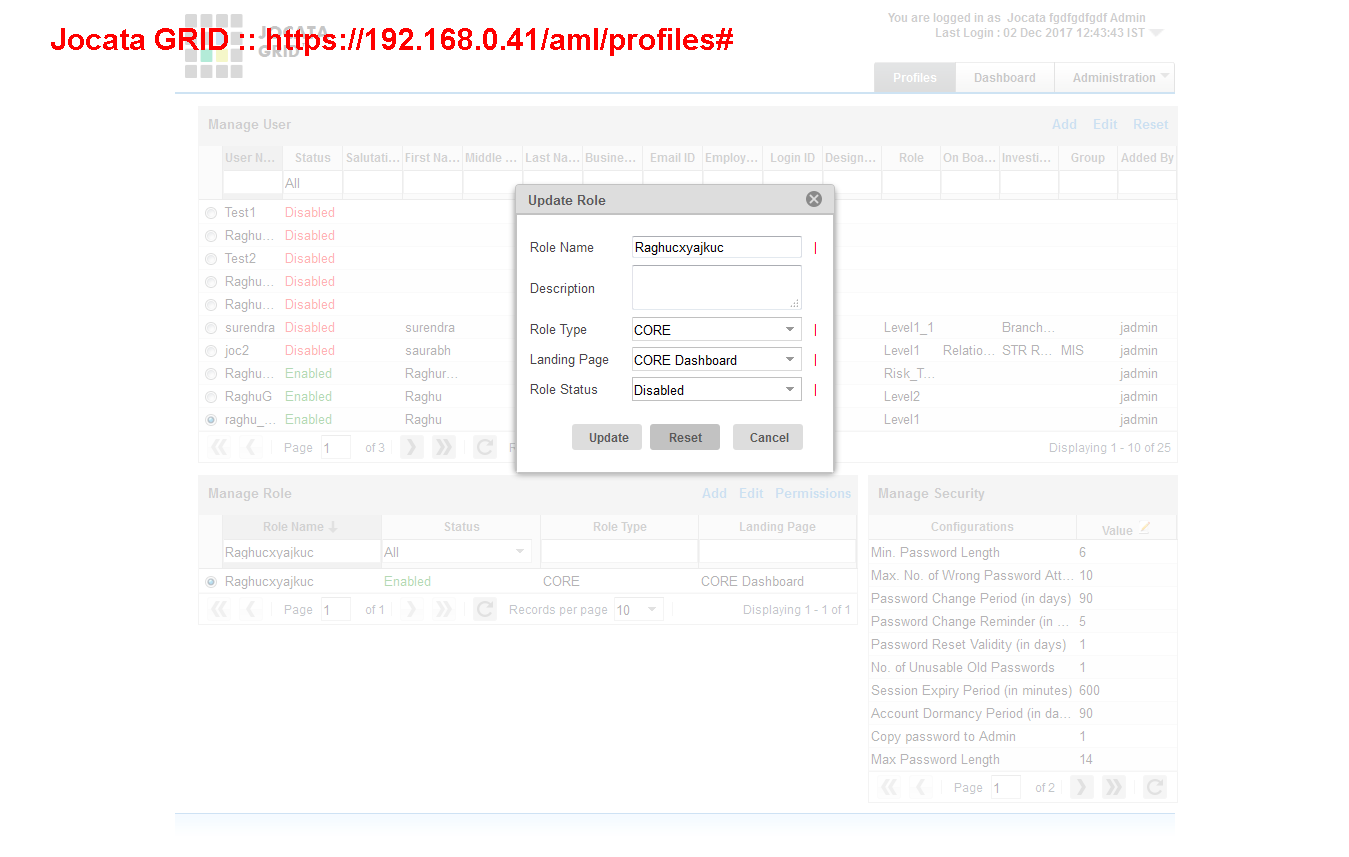 You are logged in as Jocata fgdfgdfgdf Admin
Last Login : 02 Dec 2017 12:43:43 IST
Jocata GRID :: https://192.168.0.41/aml/profiles#
JOCATA
GRID
Profiles Dashboard Administration
Manage User Add Edit Reset
User N... Status Salutati... First Na... Middle ... Last Na... Busine... Email ID Employ... Login ID Design... Role On Boa... Investi... Group Added By
All
Test1 Disabled
Raghu... Disabled
Test2 Disabled
Raghu... Disabled
Raghu... Disabled
surendra Disabled surendra Level1_1 Branch... jadmin
joc2 Disabled saurabh Level1 Relatio... STR R... MIS jadmin
Raghu... Enabled Raghur... Risk_T... jadmin
RaghuG Enabled Raghu Level2 jadmin
raghu_... Enabled Raghu Level1 jadmin
Page 1 of 3 R Displaying 1 - 10 of 25
Update Role
Role Name Raghucxyajkuc |
Description
Role Type CORE |
Landing Page CORE Dashboard |
Role Status Disabled |
Update Reset Cancel
Manage Role Add Edit Permissions
Role Name Status Role Type Landing Page
Raghucxyajkuc All
Raghucxyajkuc Enabled CORE CORE Dashboard
Page 1 of 1 Records per page 10 Displaying 1 - 1 of 1
Manage Security
Configurations Value
Min. Password Length 6
Max. No. of Wrong Password Att... 10
Password Change Period (in days) 90
Password Change Reminder (in ... 5
Password Reset Validity (in days) 1
No. of Unusable Old Passwords 1
Session Expiry Period (in minutes) 600
Account Dormancy Period (in da... 90
Copy password to Admin 1
Max Password Length 14
Page 1 of 2